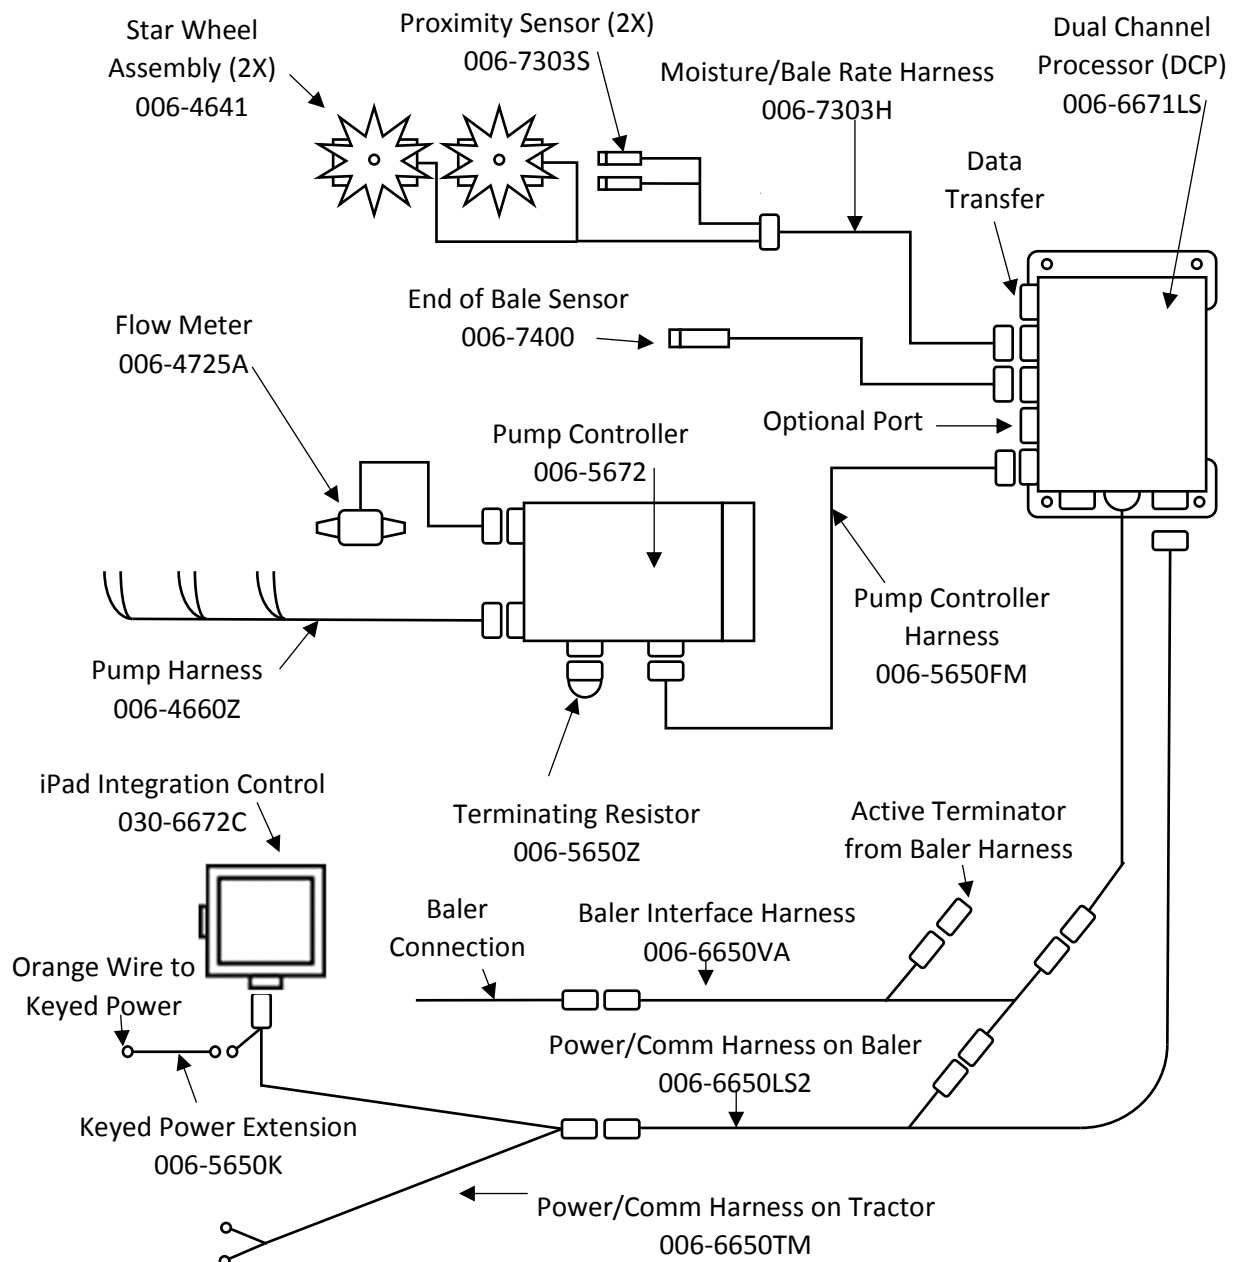 Star Wheel
Assembly (2X)
006-4641
Proximity Sensor (2X)
006-7303S
Moisture/Bale Rate Harness
006-7303H
Dual Channel
Processor (DCP)
006-6671LS
Data
Transfer
End of Bale Sensor
006-7400
Flow Meter
006-4725A
Optional Port
Pump Controller
006-5672
Pump Controller
Harness
006-5650FM
Pump Harness
006-4660Z
iPad Integration Control
030-6672C
Terminating Resistor
006-5650Z
Active Terminator
from Baler Harness
Baler
Connection
Baler Interface Harness
006-6650VA
Orange Wire to
Keyed Power
Power/Comm Harness on Baler
006-6650LS2
Keyed Power Extension
006-5650K
Power/Comm Harness on Tractor
006-6650TM